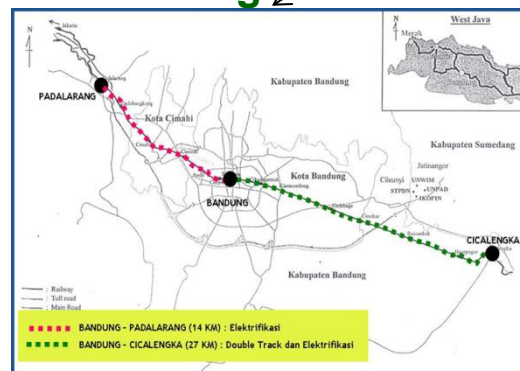 Jakarta
West Java
Merak
N
N
PADALARANG
Kabupaten Bandung
Kota Cimahi
Kabupaten Sumedang
Jatinangor
Cileunyi
UNWIM
STPDN
UNPAD
IKOPIN
Kota Bandung
BANDUNG
CICALENGKA
Kabupaten Bandung
: Railway
: Toll road
: Main Road
BANDUNG - PADALARANG (14 KM) : Elektrifikasi
BANDUNG - CICALENGKA (27 KM) : Double Track dan Elektrifikasi